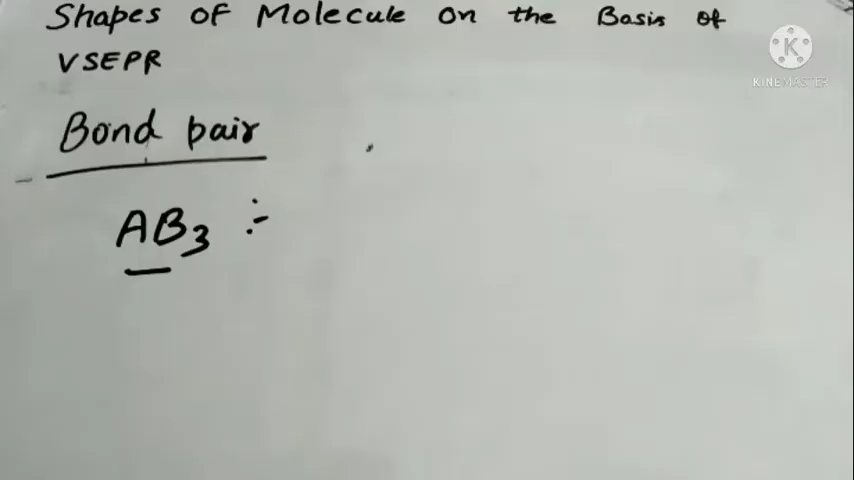 Shapes of Molecule on the Basis of
VSEPR
Bond pair
AB3 :-
K
KINEMASTER